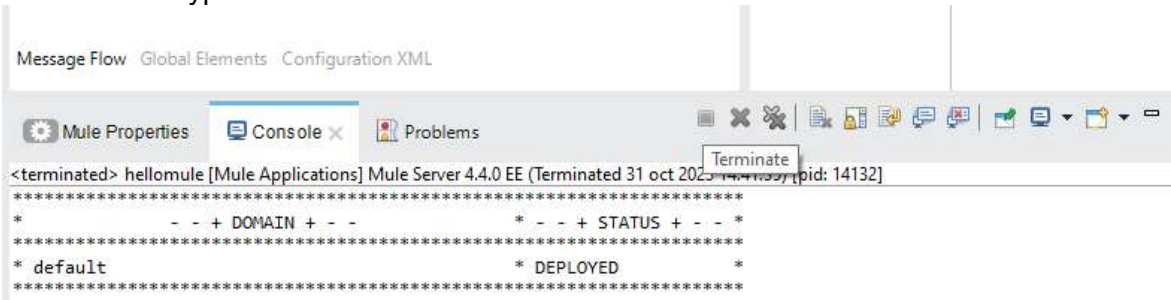 Message Flow Global Elements Configuration XML
Mule Properties Console Problems
Terminate
<terminated> hellomule [Mule Applications] Mule Server 4.4.0 EE (Terminated 31 oct [pid: 14132]
*********************************************************************
* - - + DOMAIN + - - * - - + STATUS + - - *
*********************************************************************
* default * DEPLOYED *
*********************************************************************